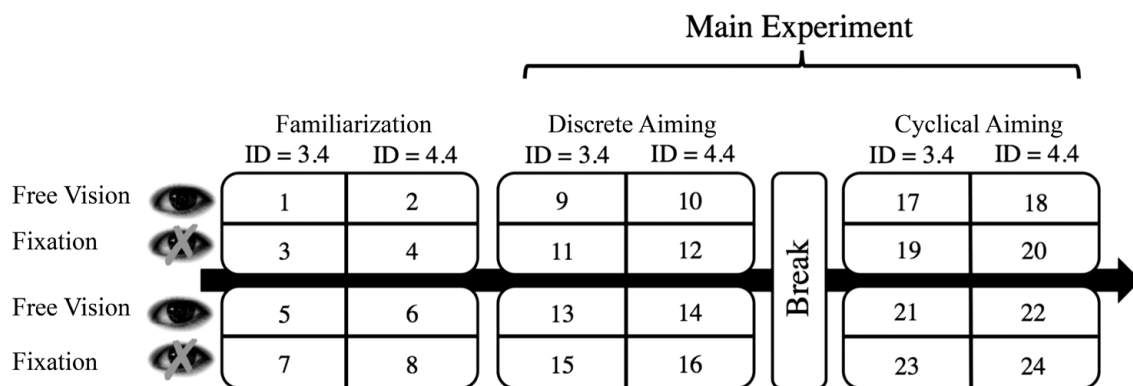 Main Experiment
Familiarization Discrete Aiming Cyclical Aiming
ID = 3.4 ID = 4.4 ID = 3.4 ID = 4.4 ID = 3.4 ID = 4.4
Free Vision 1 2 9 10 17 18
Fixation 3 4 11 12 19 20
Break
Free Vision 5 6 13 14 21 22
Fixation 7 8 15 16 23 24